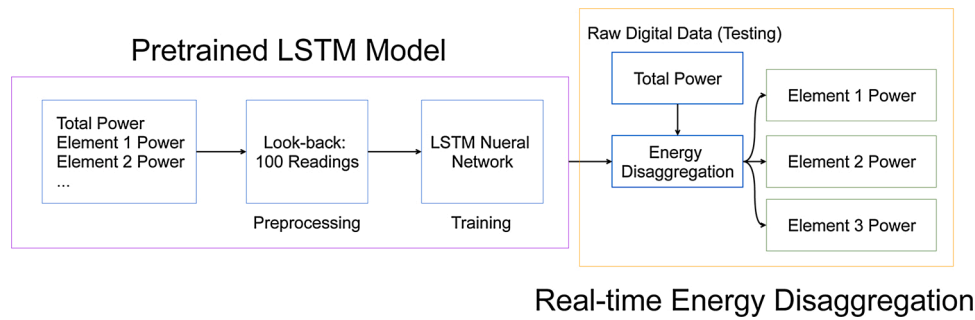 Pretrained LSTM Model
Total Power
Element 1 Power
Element 2 Power
...
Look-back:
100 Readings
Preprocessing
LSTM Nueral
Network
Training
Raw Digital Data (Testing)
Total Power
Energy
Disaggregation
Element 1 Power
Element 2 Power
Element 3 Power
Real-time Energy Disaggregation